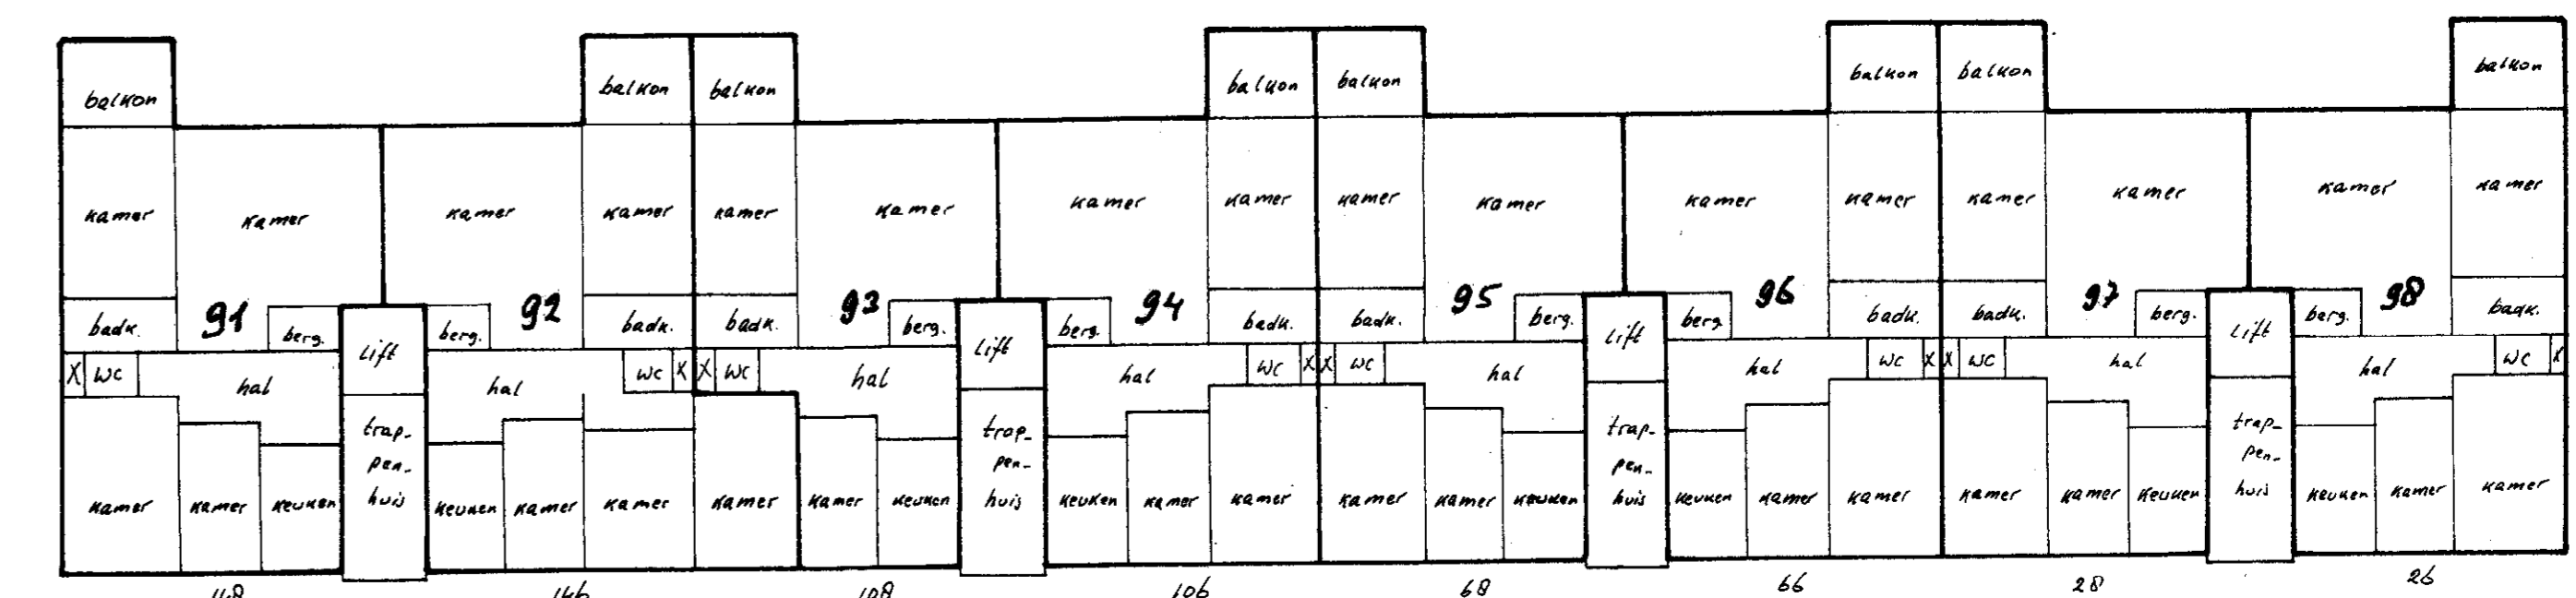 balkon balkon balkon balkon balkon balkon balkon balkon
kamer kamer kamer kamer kamer kamer kamer kamer kamer kamer kamer kamer kamer kamer kamer kamer
91 92 93 94 95 96 97 98
badk. berg. lift berg. badk. badk. berg. lift berg. badk. badk. berg. lift berg. badk. badk. berg. lift berg. badk.
X WC hal hal WC X X WC hal hal WC X X WC hal hal WC X X WC hal hal WC X
trap- trap- trap- trap-
pen- pen- pen- pen-
huis huis huis huis
kamer kamer keuken keuken kamer kamer kamer kamer keuken keuken kamer kamer kamer kamer keuken keuken kamer kamer kamer kamer keuken keuken kamer kamer
148 146 108 106 68 66 28 26